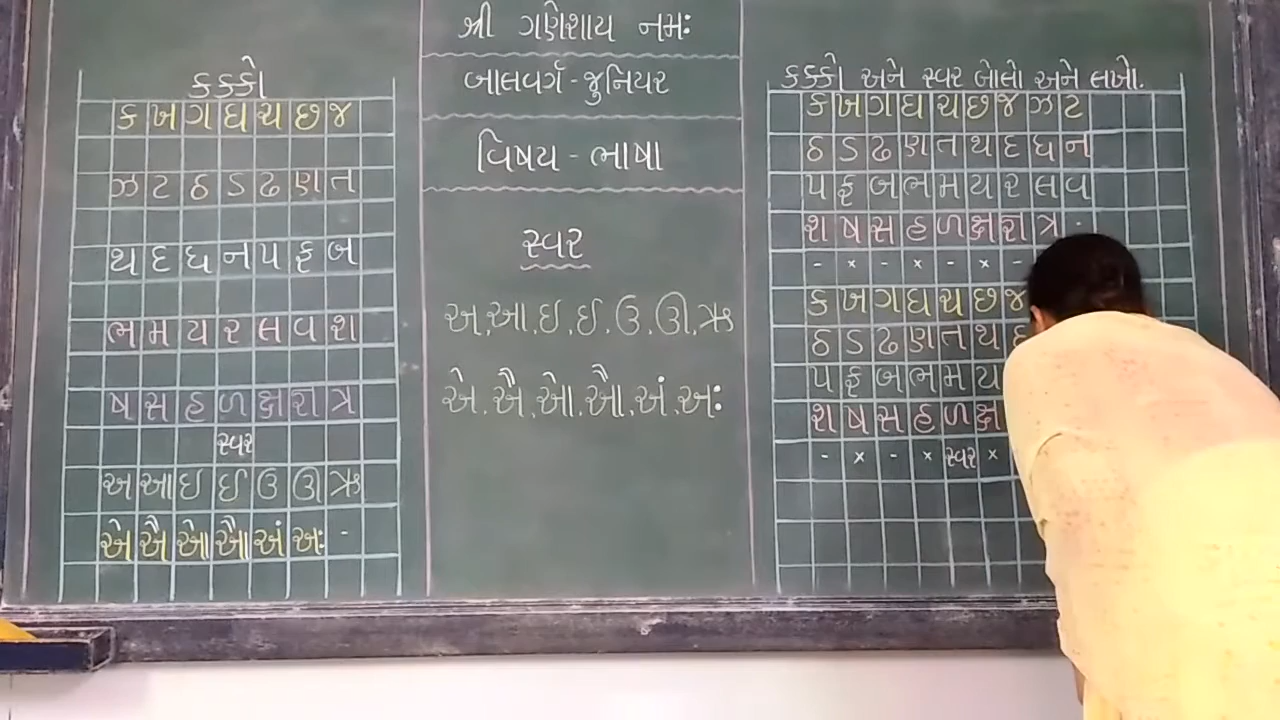 કક્કો
ક ખ ગ ઘ ચ છ જ
ઝ ટ ઠ ડ ઢ ણ ત
થ દ ધ ન પ ફ બ
ભ મ ય ર લ વ શ
ષ સ હ ળ ક્ષ જ્ઞ ત્ર
સ્વર
અ આ ઇ ઈ ઉ ઊ ઋ
એ ઐ ઓ ઔ અં અઃ -
શ્રી ગણેશાય નમઃ
બાલવર્ગ - જુનિયર
વિષય - ભાષા
સ્વર
અ. આ. ઇ. ઈ. ઉ. ઊ. ઋ
એ. ઐ. ઓ. ઔ. અં. અઃ
કક્કો અને સ્વર બોલો અને લખો.
ક ખ ગ ઘ ચ છ જ ઝ ટ
ઠ ડ ઢ ણ ત થ દ ધ ન
પ ફ બ ભ મ ય ર લ વ
શ ષ સ હ ળ ક્ષ જ્ઞ ત્ર -
- × - × - × -
ક ખ ગ ઘ ચ છ જ
ઠ ડ ઢ ણ ત થ દ
પ ફ બ ભ મ ય
શ ષ સ હ ળ ક્ષ
- × - × સ્વર ×